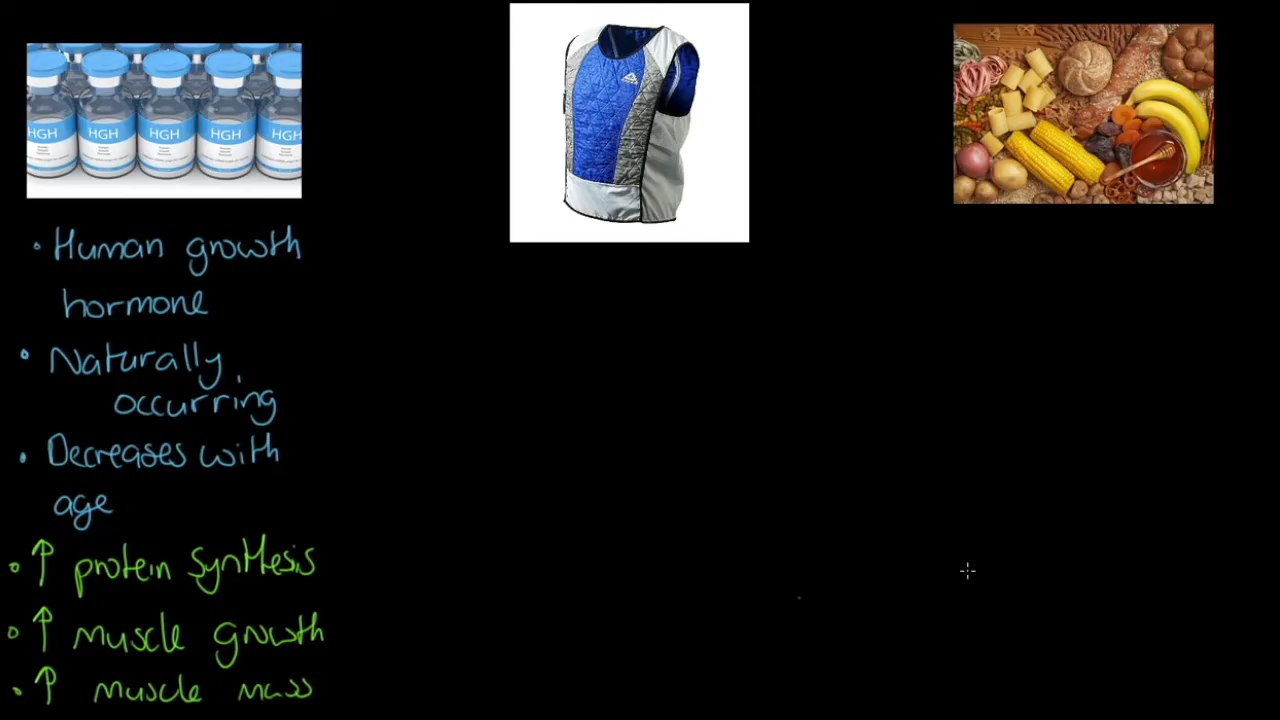 HGH HGH HGH HGH HGH
• Human growth
hormone
• Naturally
occurring
• Decreases with
age
• ↑ protein synthesis
• ↑ muscle growth
• ↑ muscle mass